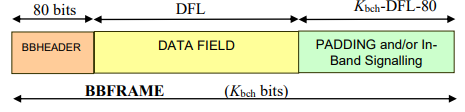 80 bits DFL Kbch-DFL-80
BBHEADER DATA FIELD PADDING and/or In-
Band Signalling
BBFRAME (Kbch bits)